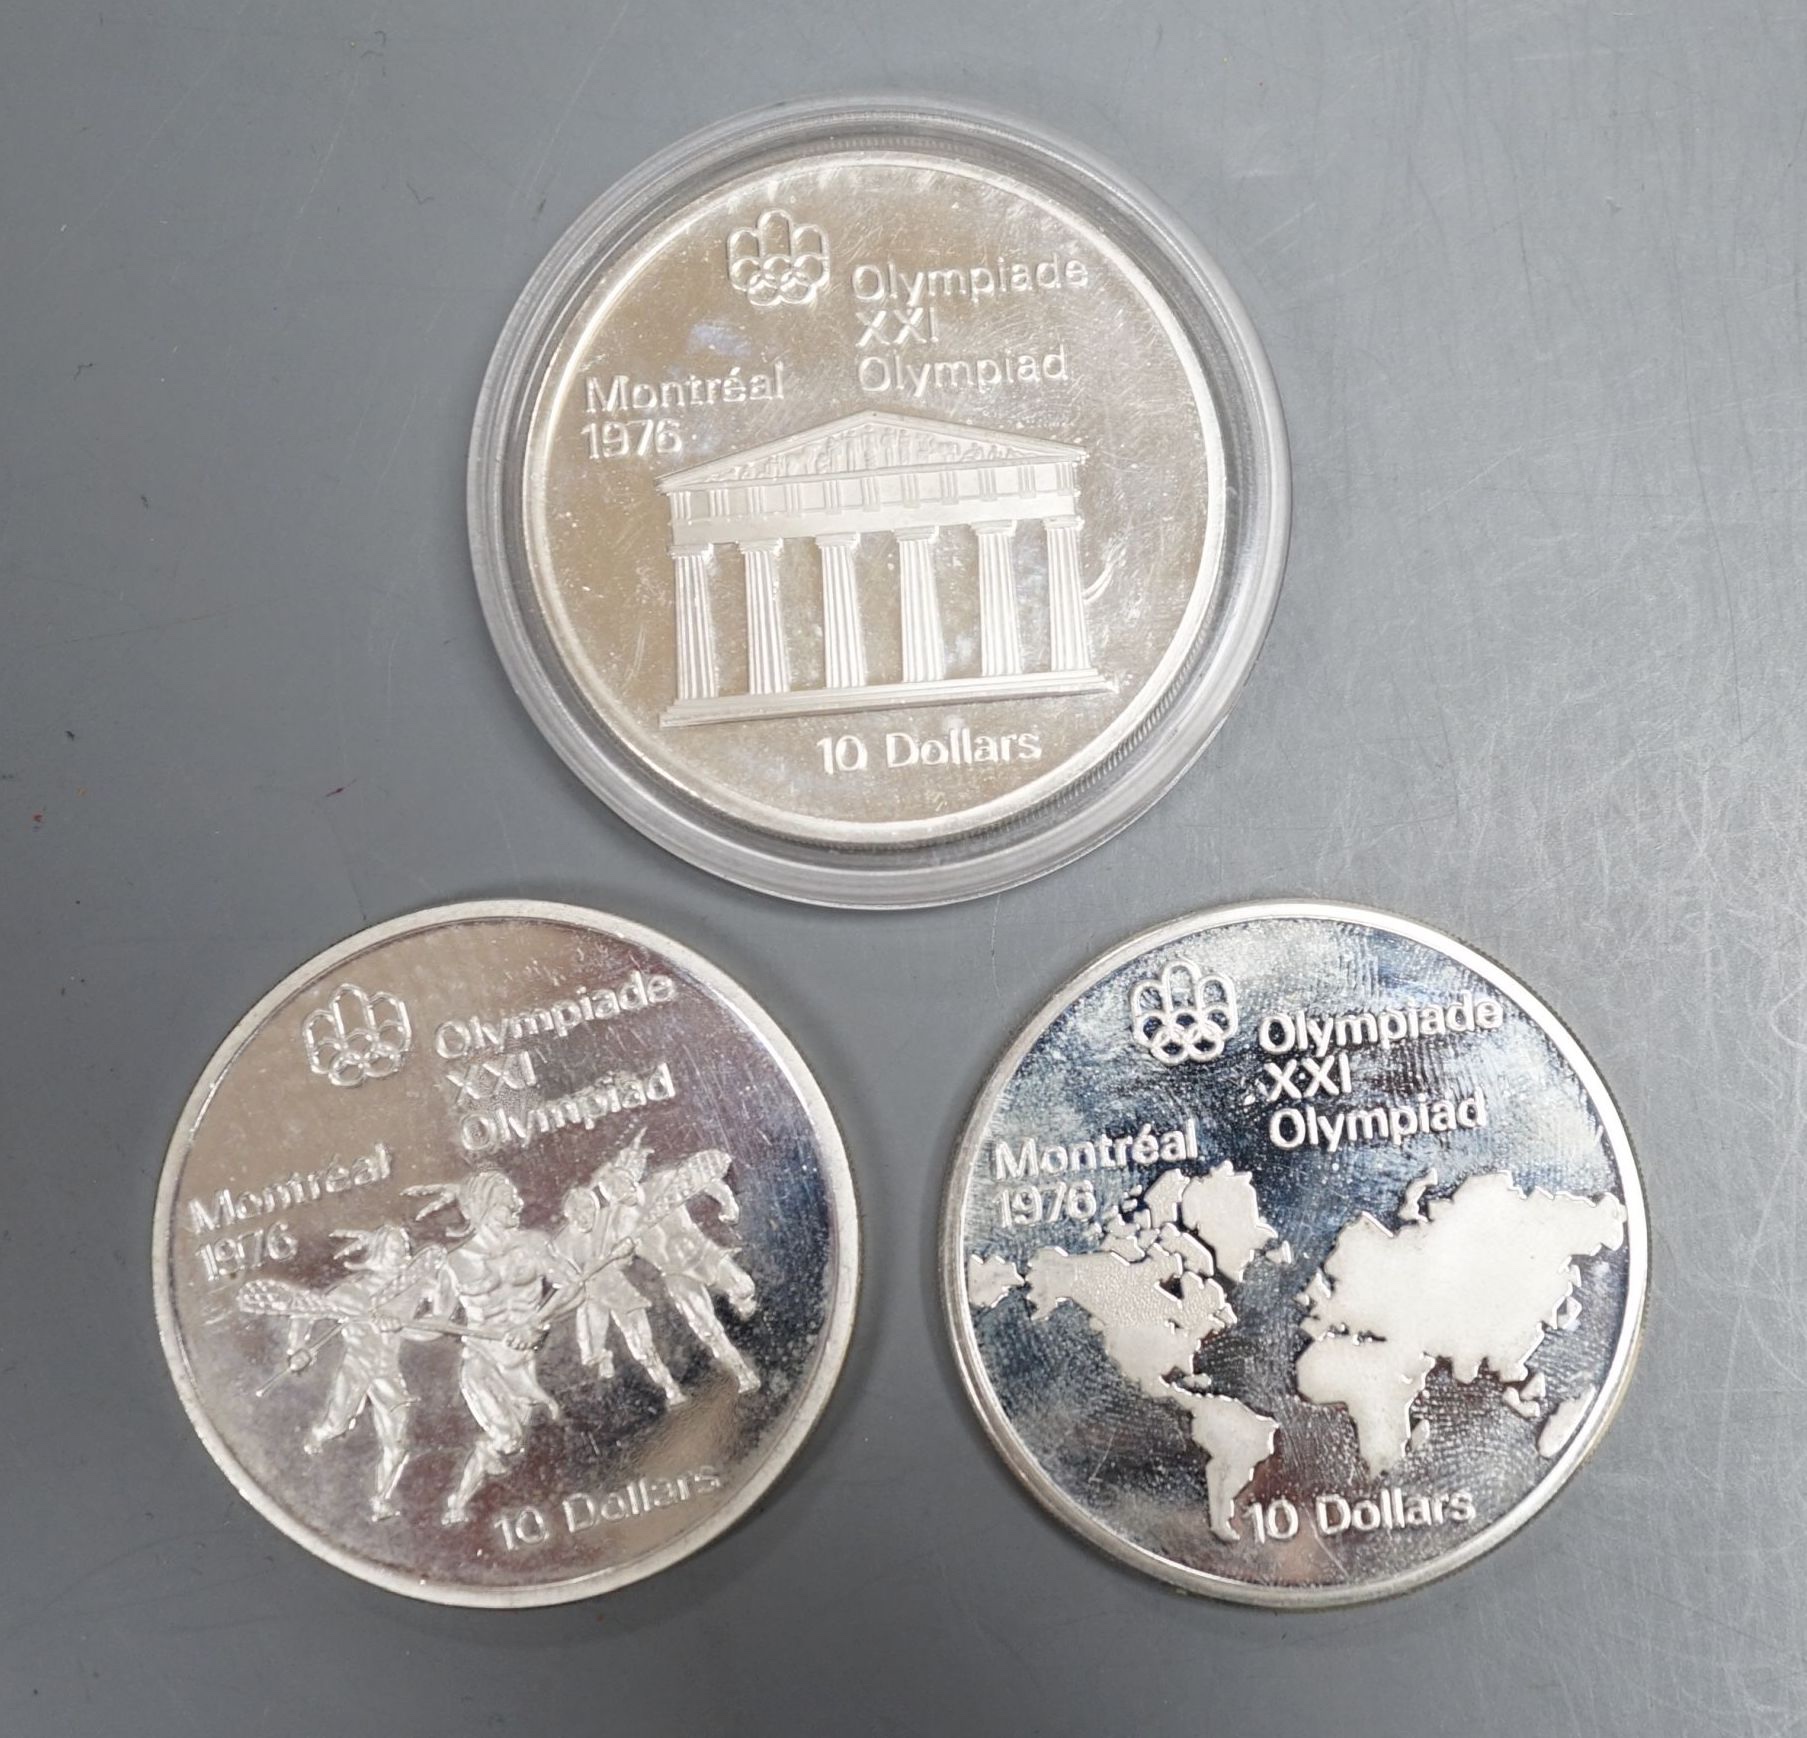 Olympiade
XXI
Olympiad
Montréal
1976
10 Dollars
Olympiade
XXI
Olympiad
Montréal
1976
10 Dollars
Olympiade
XXI
Olympiad
Montréal
1976
10 Dollars